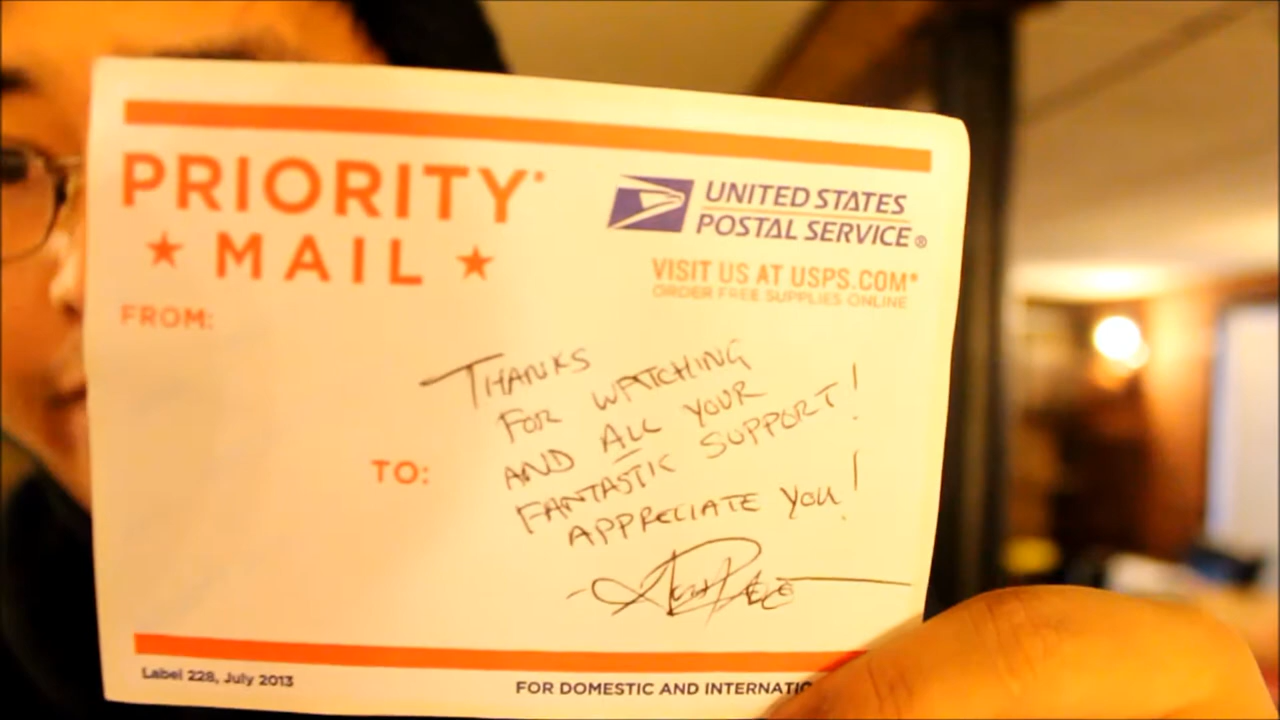 PRIORITY
★ MAIL ★
UNITED STATES
POSTAL SERVICE®
VISIT US AT USPS.COM®
ORDER FREE SUPPLIES ONLINE
FROM:
TO:
THANKS
FOR WATCHING
AND ALL YOUR
FANTASTIC SUPPORT!
APPRECIATE YOU!
Label 228, July 2013
FOR DOMESTIC AND